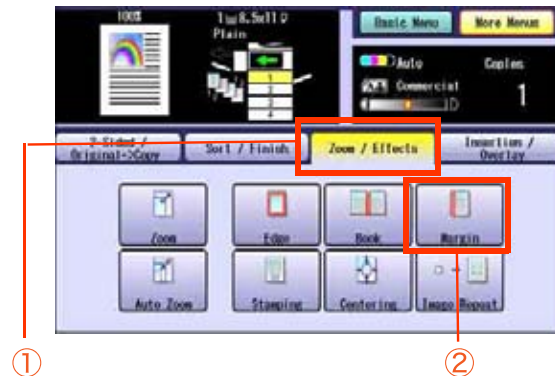 100%
1 8.5x11
Plain
Basic Menu
More Menus
Auto
Copies
Commercial
1
1
2
3
4
2-Sided /
Original->Copy
Sort / Finish
Zoom / Effects
Insertion /
Overlay
①
Zoom
Edge
Book
Margin
Auto Zoom
Stamping
Centering
Image Repeat
②